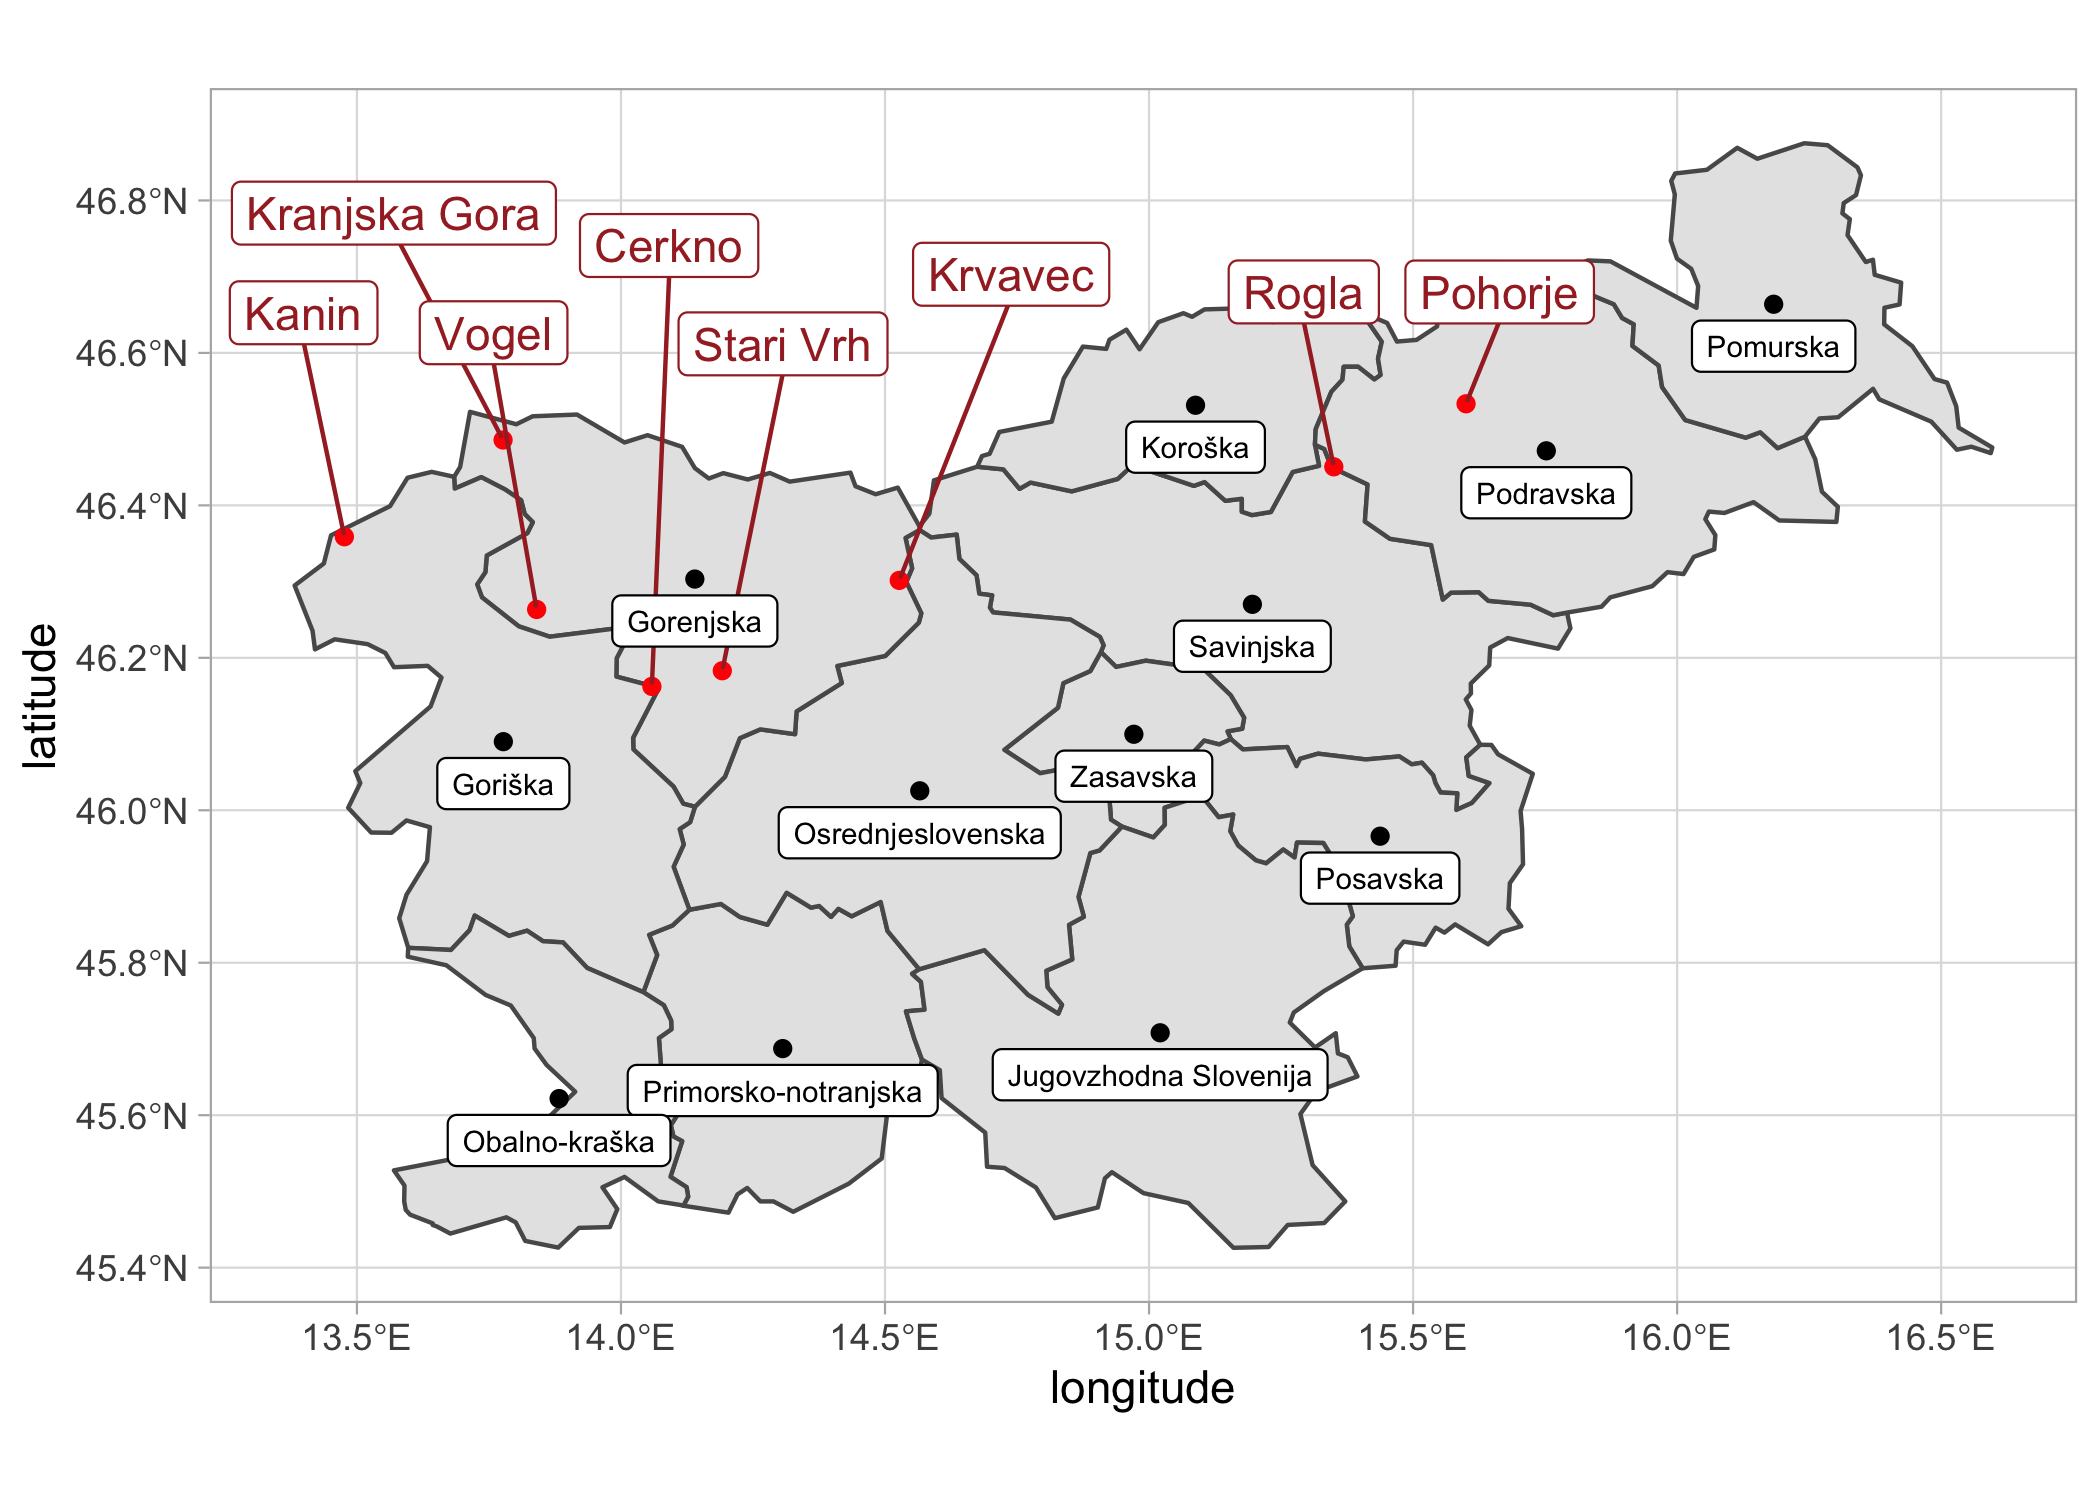 Kranjska Gora
Cerkno
Krvavec
Kanin
Vogel
Stari Vrh
Rogla
Pohorje
Pomurska
Koroška
Podravska
Gorenjska
Savinjska
Goriška
Zasavska
Osrednjeslovenska
Posavska
Jugovzhodna Slovenija
Primorsko-notranjska
Obalno-kraška
46.8°N
46.6°N
46.4°N
46.2°N
46.0°N
45.8°N
45.6°N
45.4°N
latitude
13.5°E
14.0°E
14.5°E
15.0°E
15.5°E
16.0°E
16.5°E
longitude